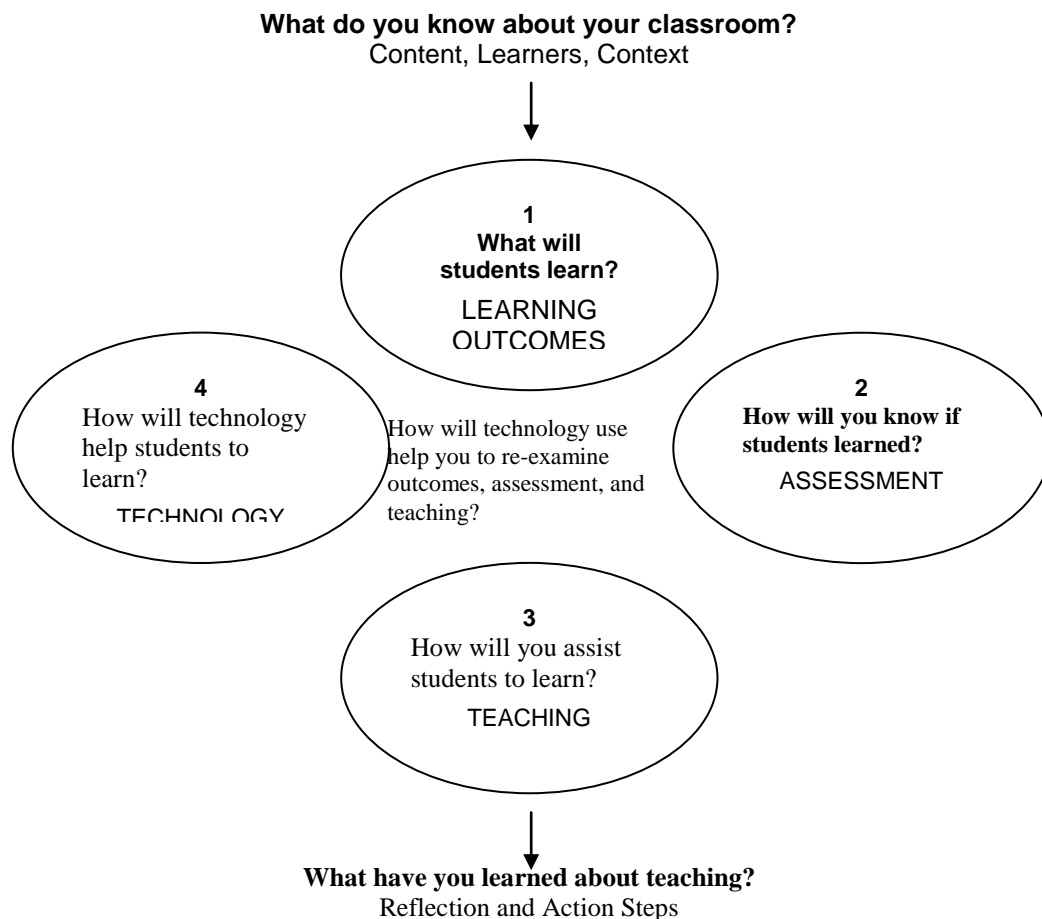 What do you know about your classroom?
Content, Learners, Context
1
What will
students learn?
LEARNING
OUTCOMES
4
How will technology
help students to
learn?
TECHNOLOGY
How will technology use
help you to re-examine
outcomes, assessment, and
teaching?
2
How will you know if
students learned?
ASSESSMENT
3
How will you assist
students to learn?
TEACHING
What have you learned about teaching?
Reflection and Action Steps